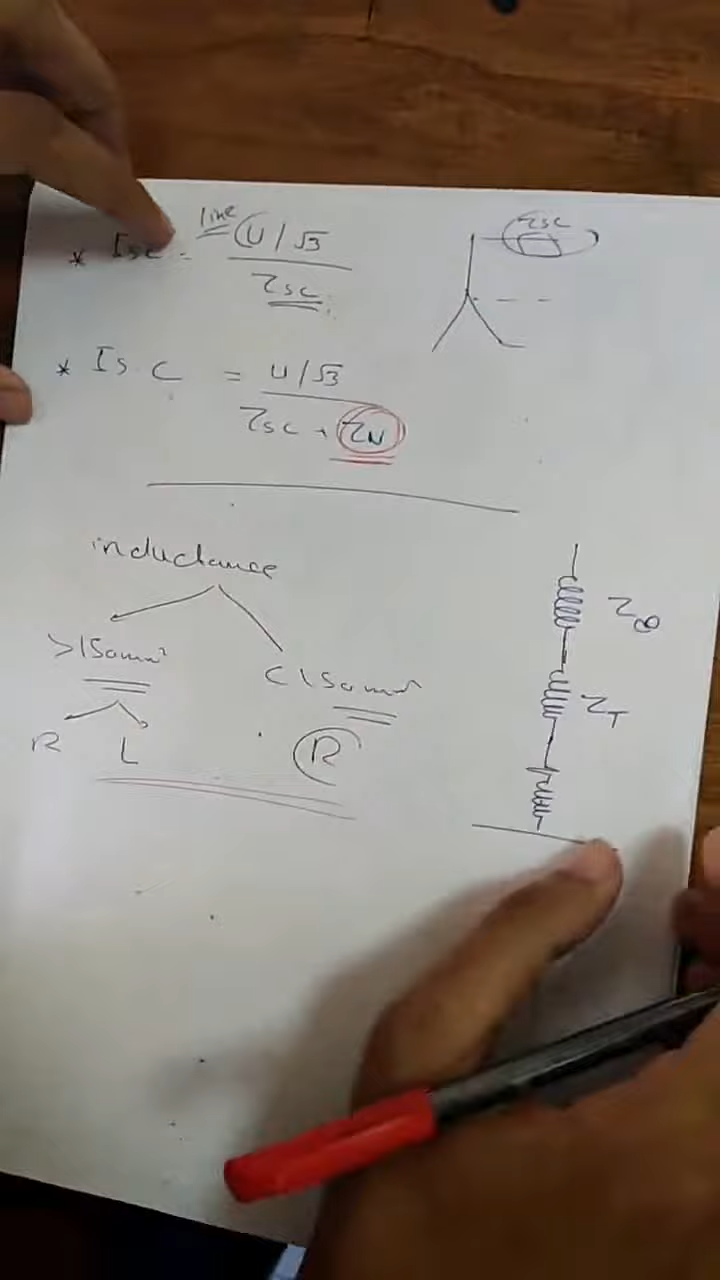 line
* Isc = U/√3
Zsc
Zsc
* Isc = U/√3
Zsc + ZN
inductance
>150mm²
<150mm²
R L
R
ZQ
ZT